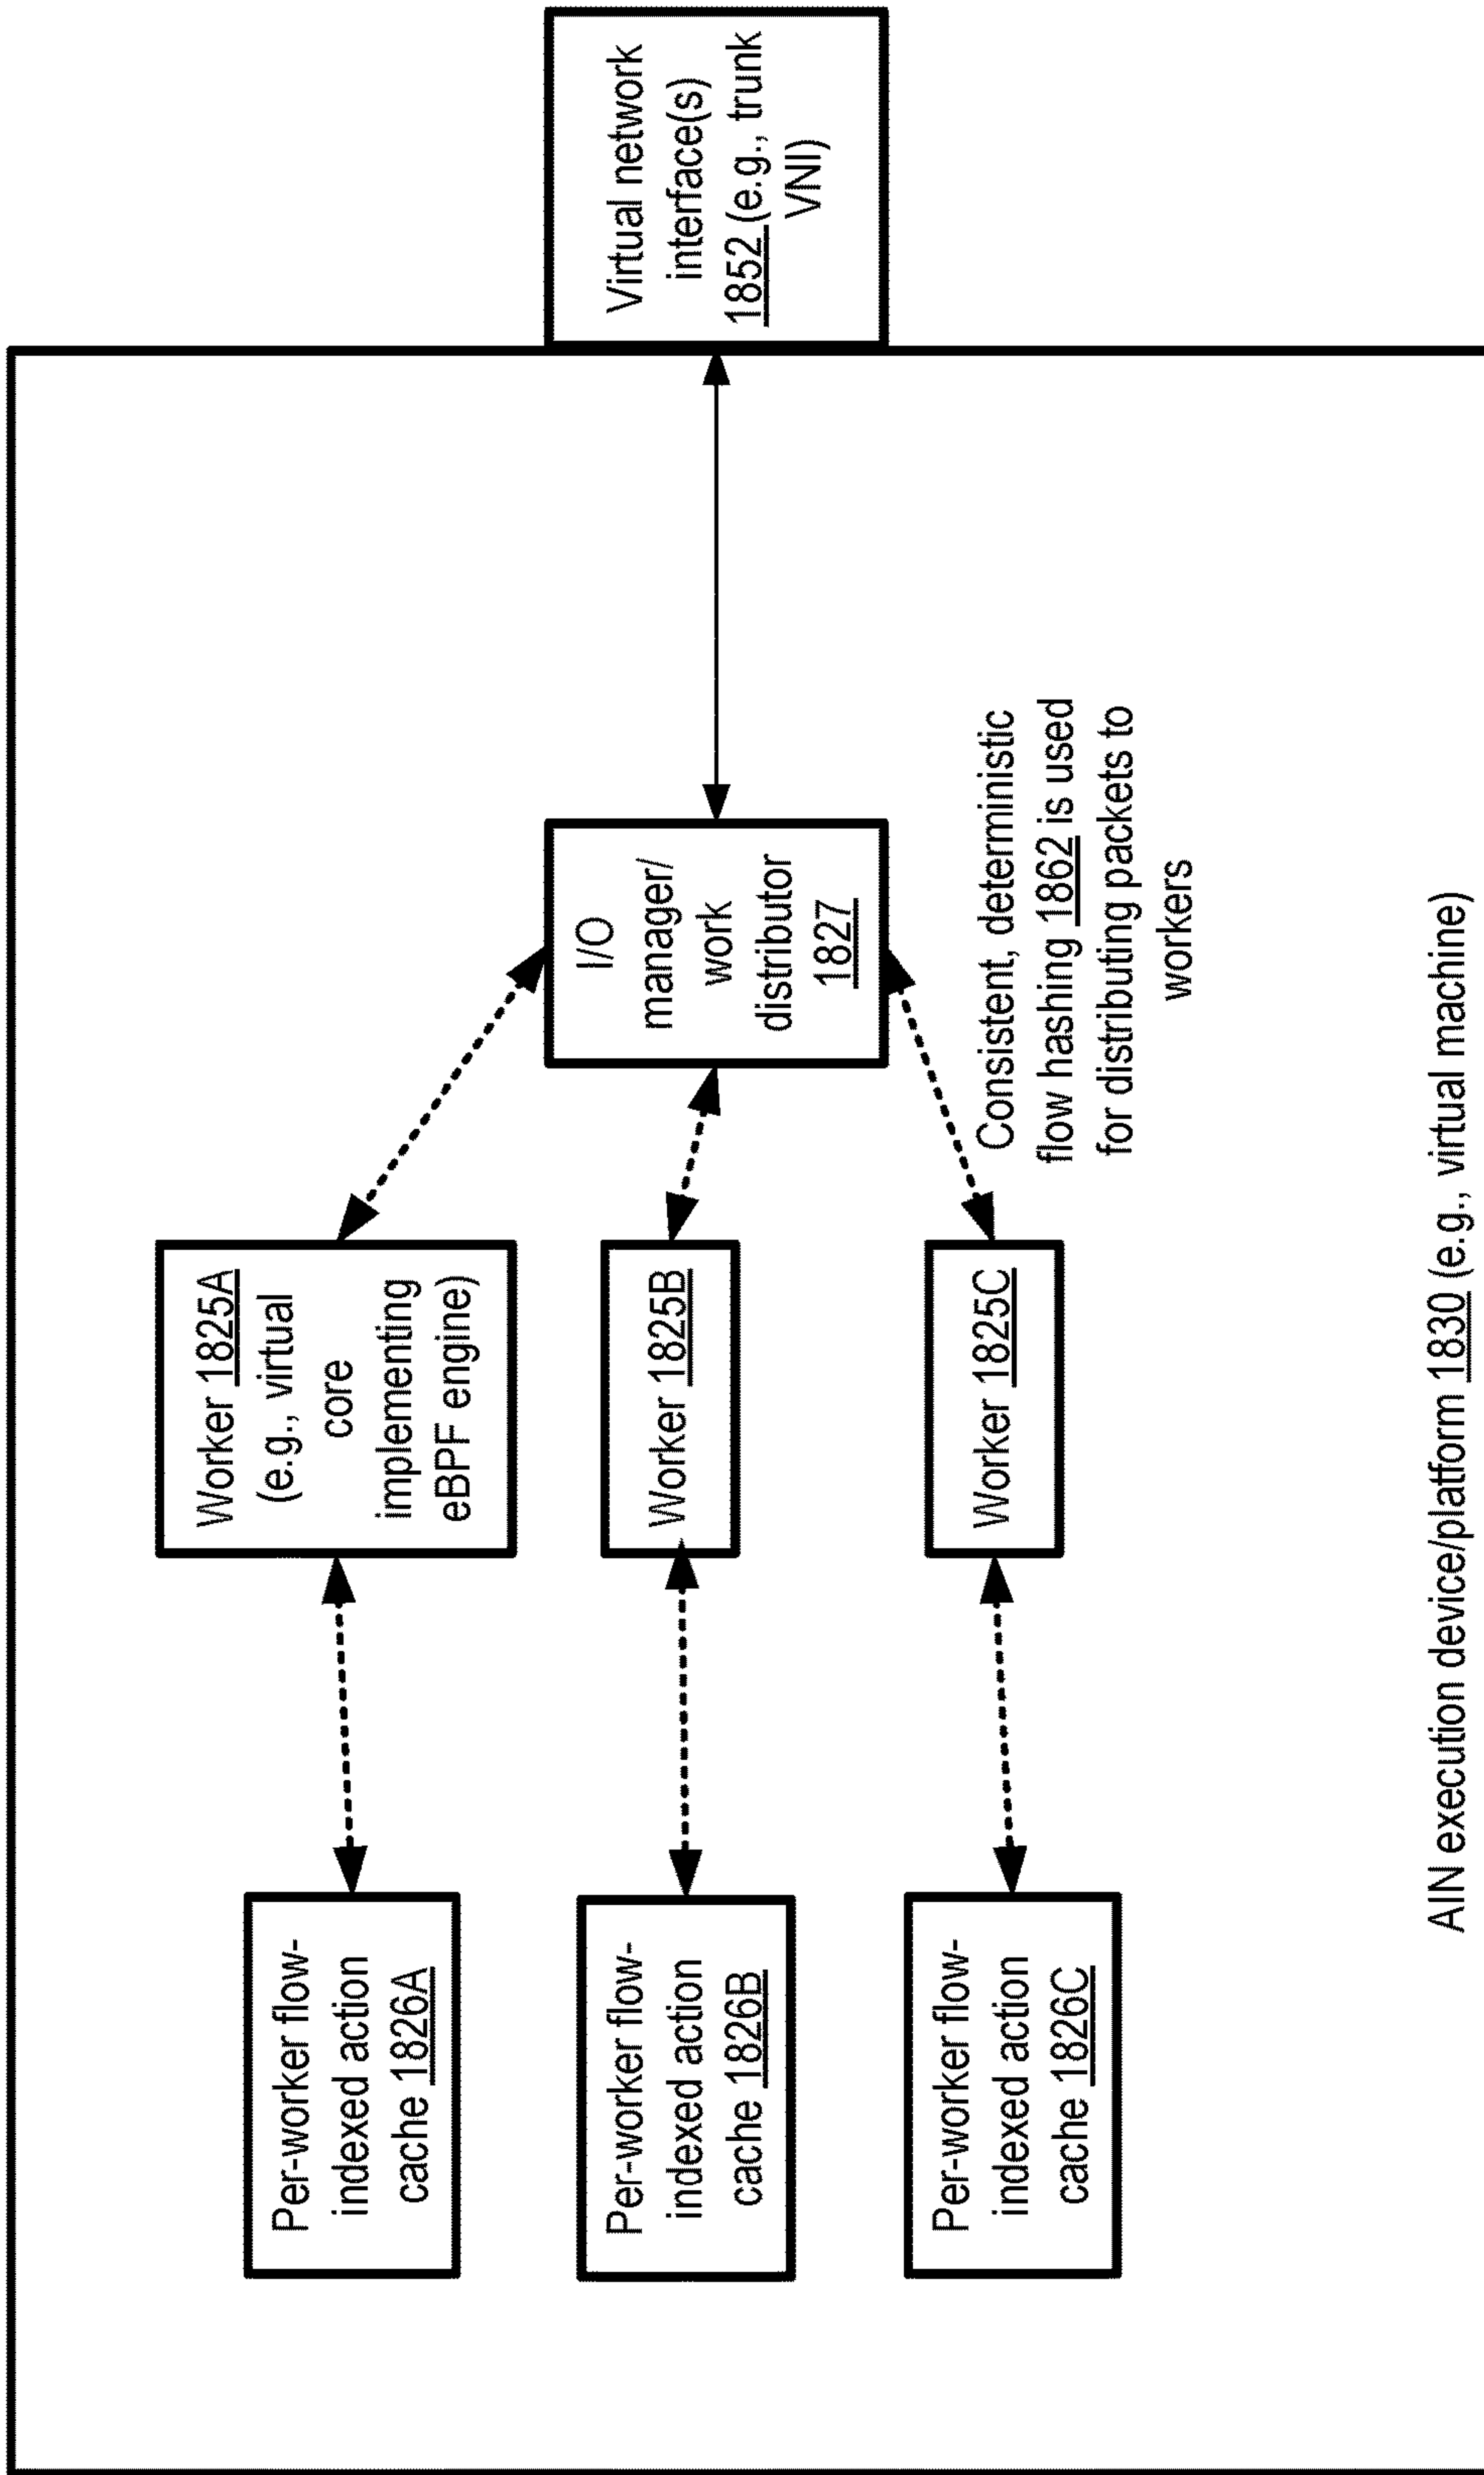 Per-worker flow-
indexed action
cache 1826A
Worker 1825A
(e.g., virtual
core
implementing
eBPF engine)
Per-worker flow-
indexed action
cache 1826B
Worker 1825B
I/O
manager/
work
distributor
1827
Virtual network
interface(s)
1852 (e.g., trunk
VNI)
Per-worker flow-
indexed action
cache 1826C
Worker 1825C
Consistent, deterministic
flow hashing 1862 is used
for distributing packets to
workers
AIN execution device/platform 1830 (e.g., virtual machine)